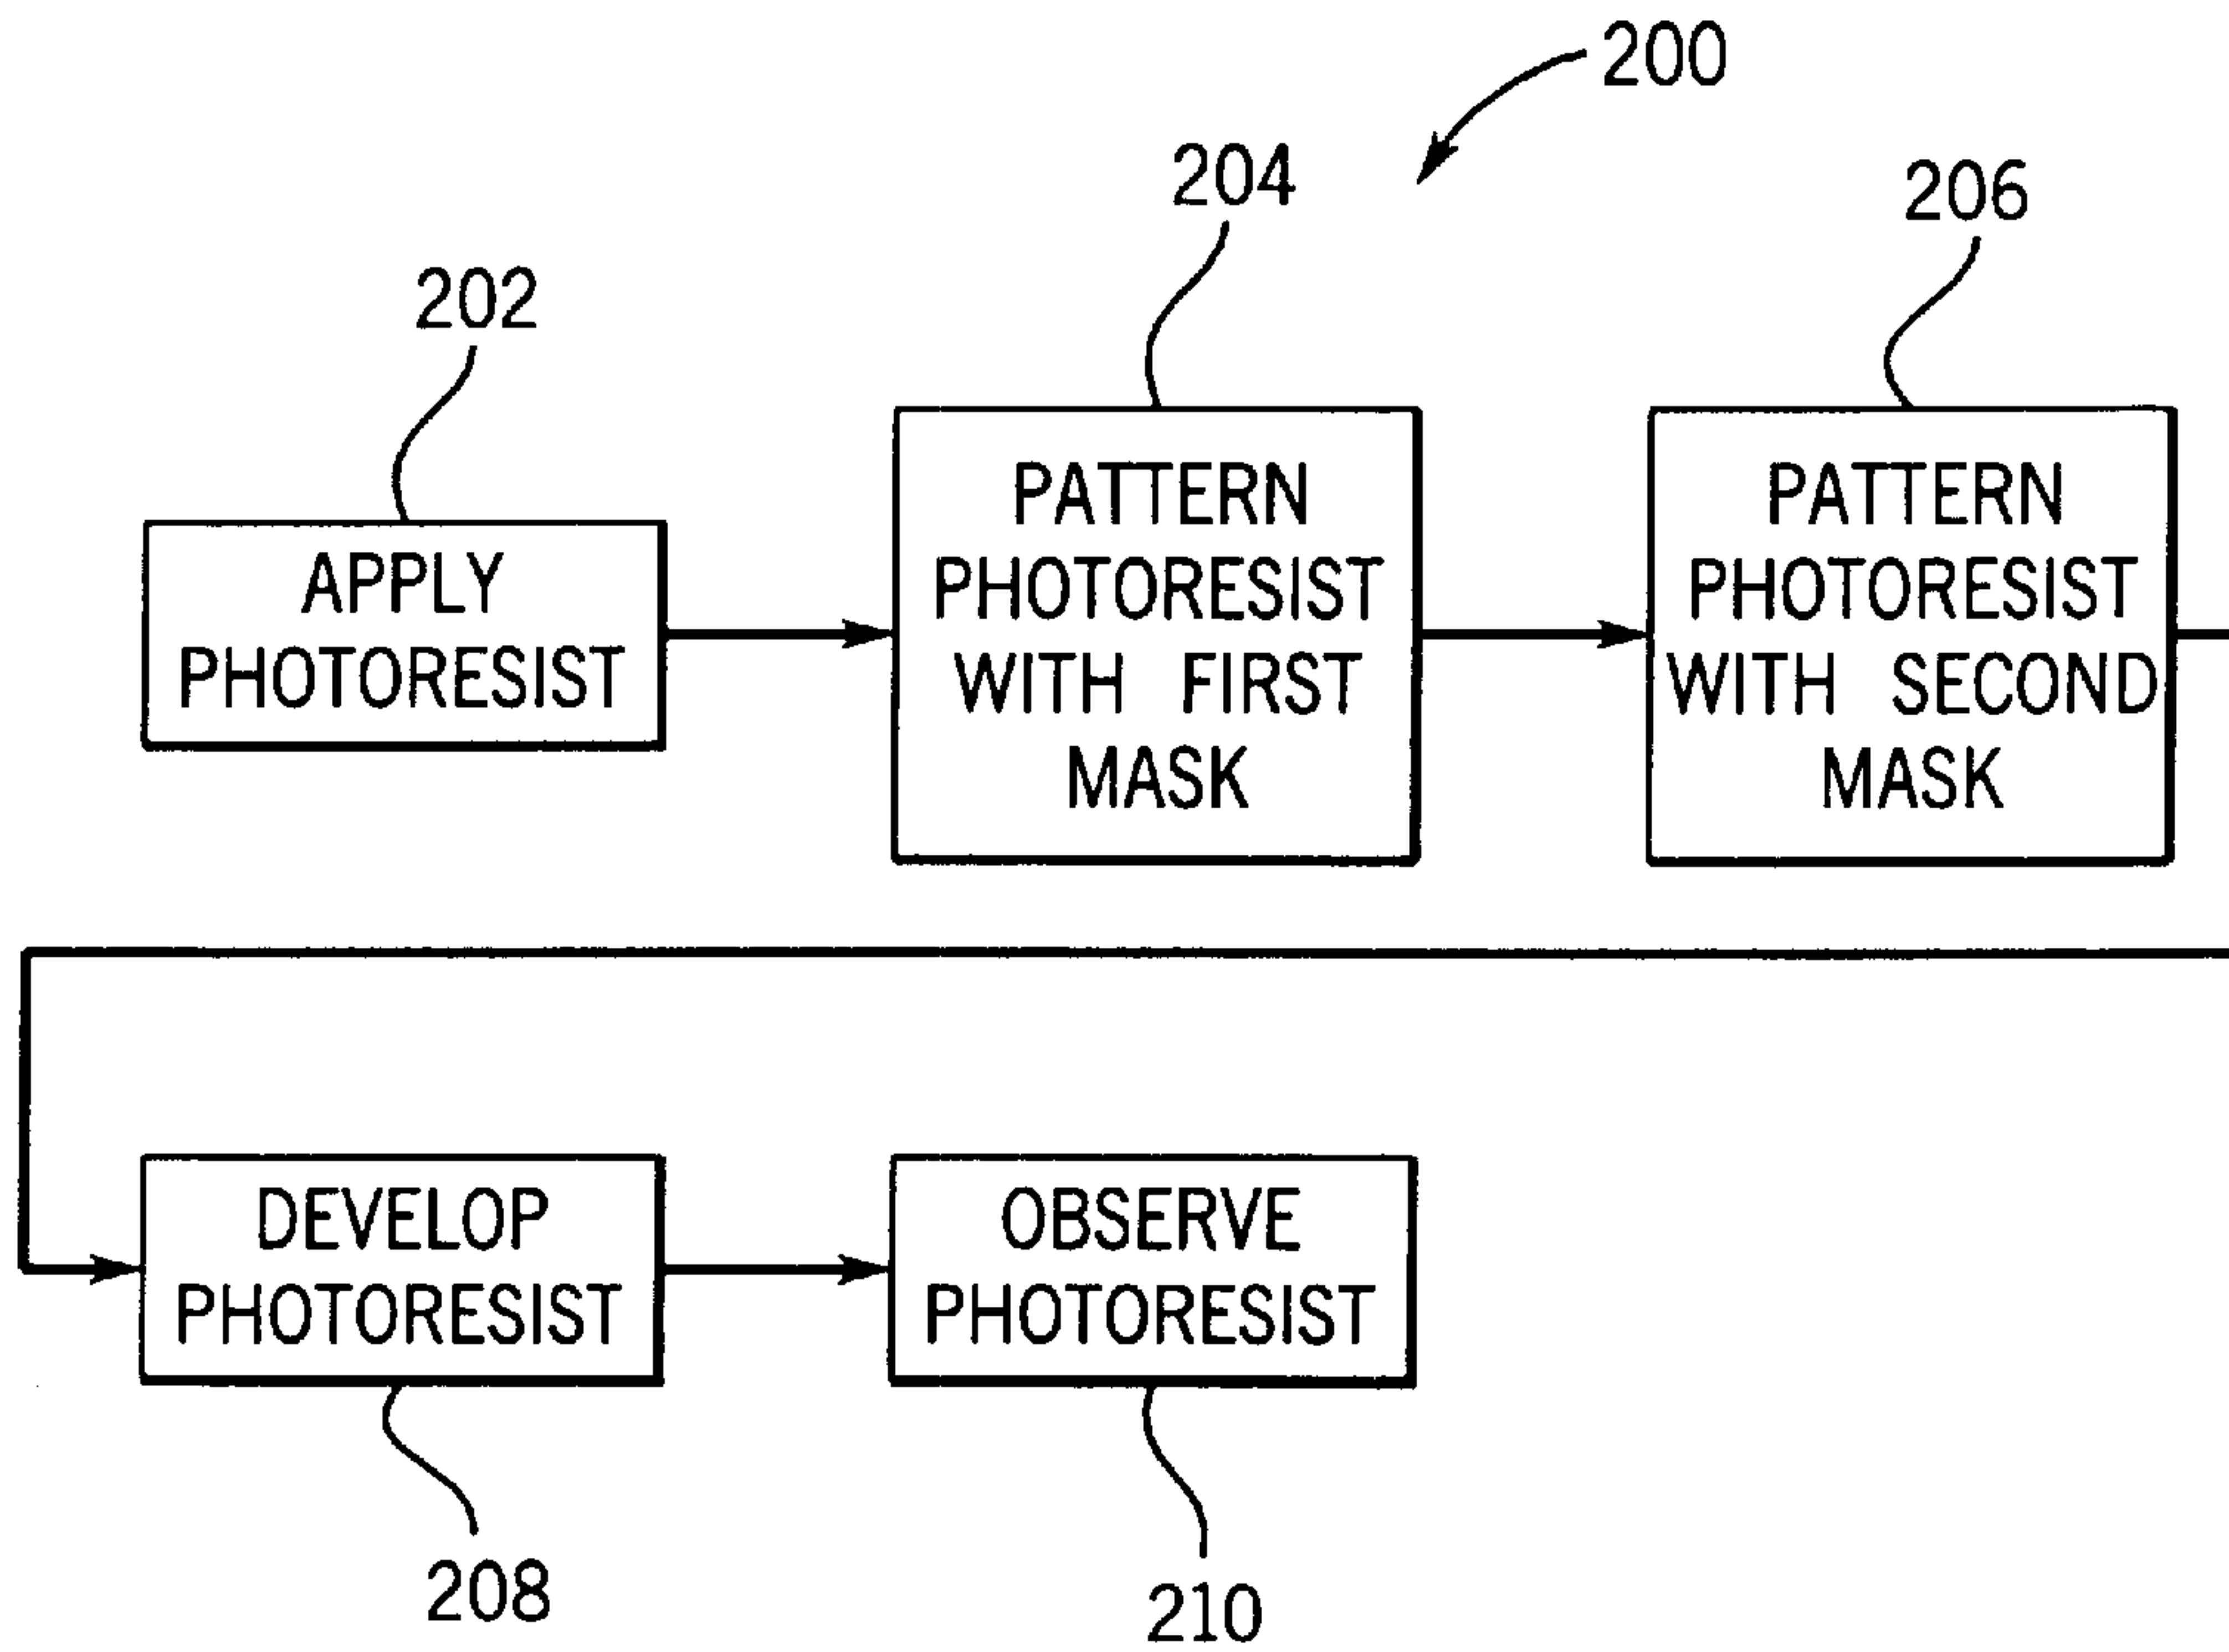 200
204
206
202
APPLY
PHOTORESIST
PATTERN
PHOTORESIST
WITH FIRST
MASK
PATTERN
PHOTORESIST
WITH SECOND
MASK
DEVELOP
PHOTORESIST
OBSERVE
PHOTORESIST
208
210